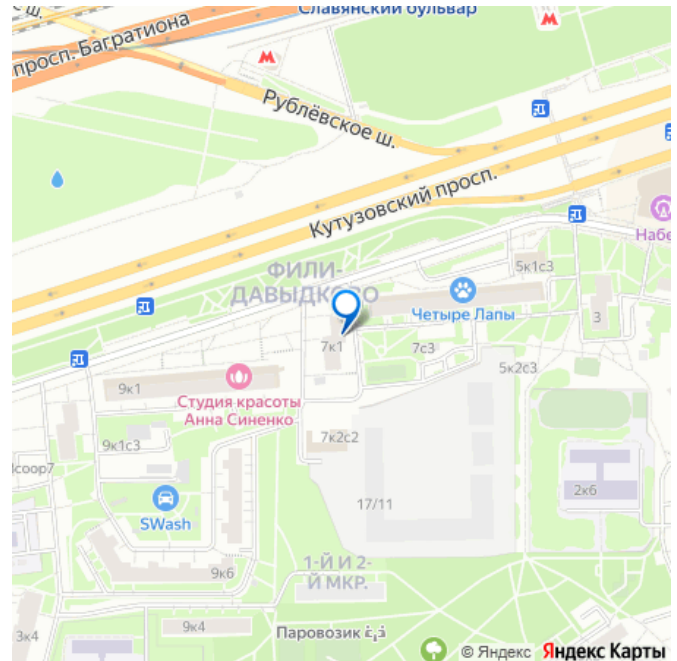 ш.
Славянский бульвар
просп. Багратиона
Рублёвское ш.
Кутузовский просп.
Набе
ФИЛИ-
ДАВЫДКОВО
5к1с3
Четыре Лапы
3
7к1
7с3
5к2с3
9к1
Студия красоты
Анна Синенко
9к1с3
7к2с2
lcoop7
17/11
2к6
SWash
1-Й И 2-
Й МКР.
9к6
9к4
Паровозик
3к4
© Яндекс Яндекс Карты